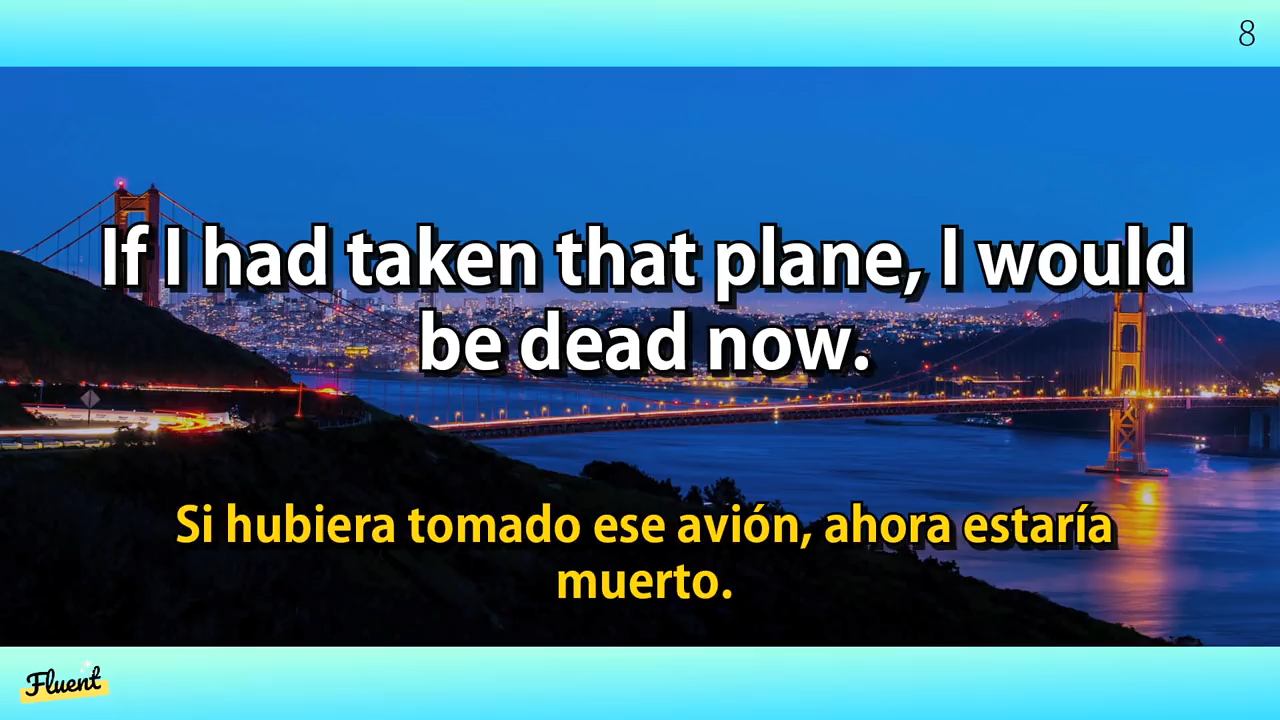 8
If I had taken that plane, I would
be dead now.
Si hubiera tomado ese avión, ahora estaría
muerto.
Fluent